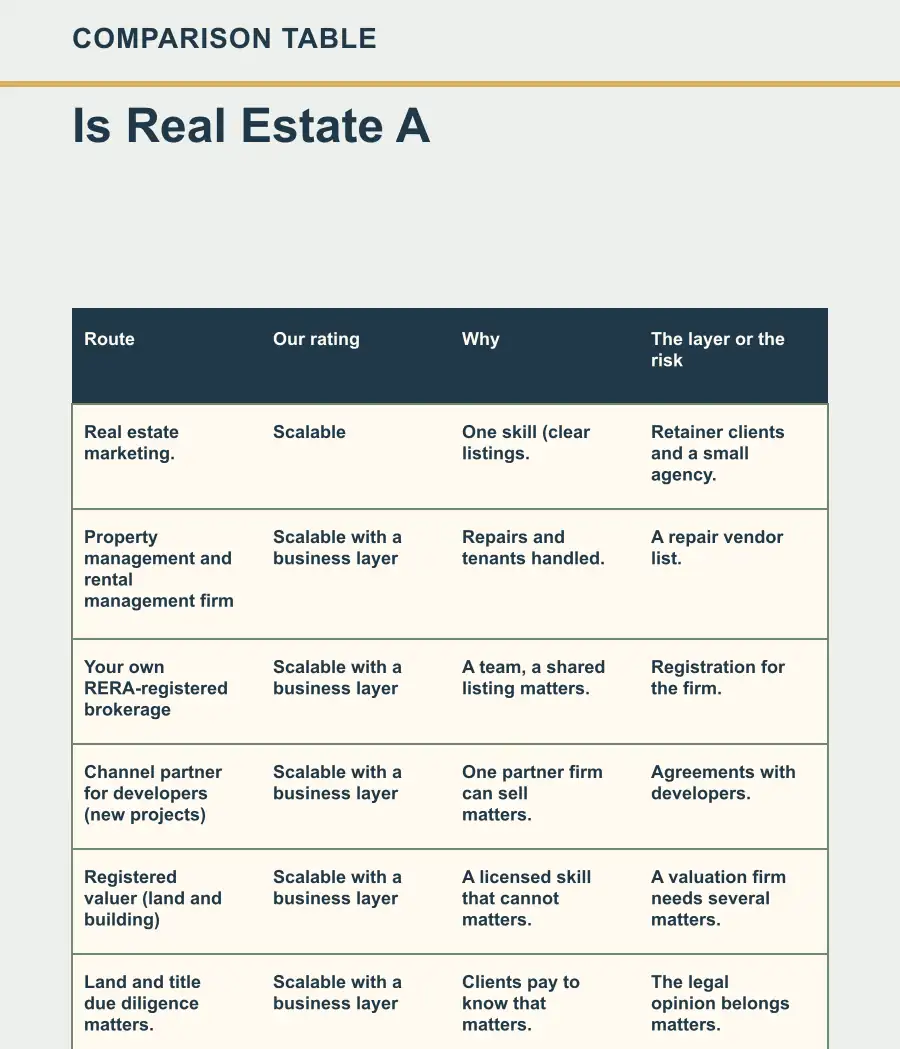 COMPARISON TABLE
Is Real Estate A
Route
Our rating
Why
The layer or the
risk
Real estate
marketing.
Scalable
One skill (clear
listings.
Retainer clients
and a small
agency.
Property
management and
rental
management firm
Scalable with a
business layer
Repairs and
tenants handled.
A repair vendor
list.
Your own
RERA-registered
brokerage
Scalable with a
business layer
A team, a shared
listing matters.
Registration for
the firm.
Channel partner
for developers
(new projects)
Scalable with a
business layer
One partner firm
can sell
matters.
Agreements with
developers.
Registered
valuer (land and
building)
Scalable with a
business layer
A licensed skill
that cannot
matters.
A valuation firm
needs several
matters.
Land and title
due diligence
matters.
Scalable with a
business layer
Clients pay to
know that
matters.
The legal
opinion belongs
matters.